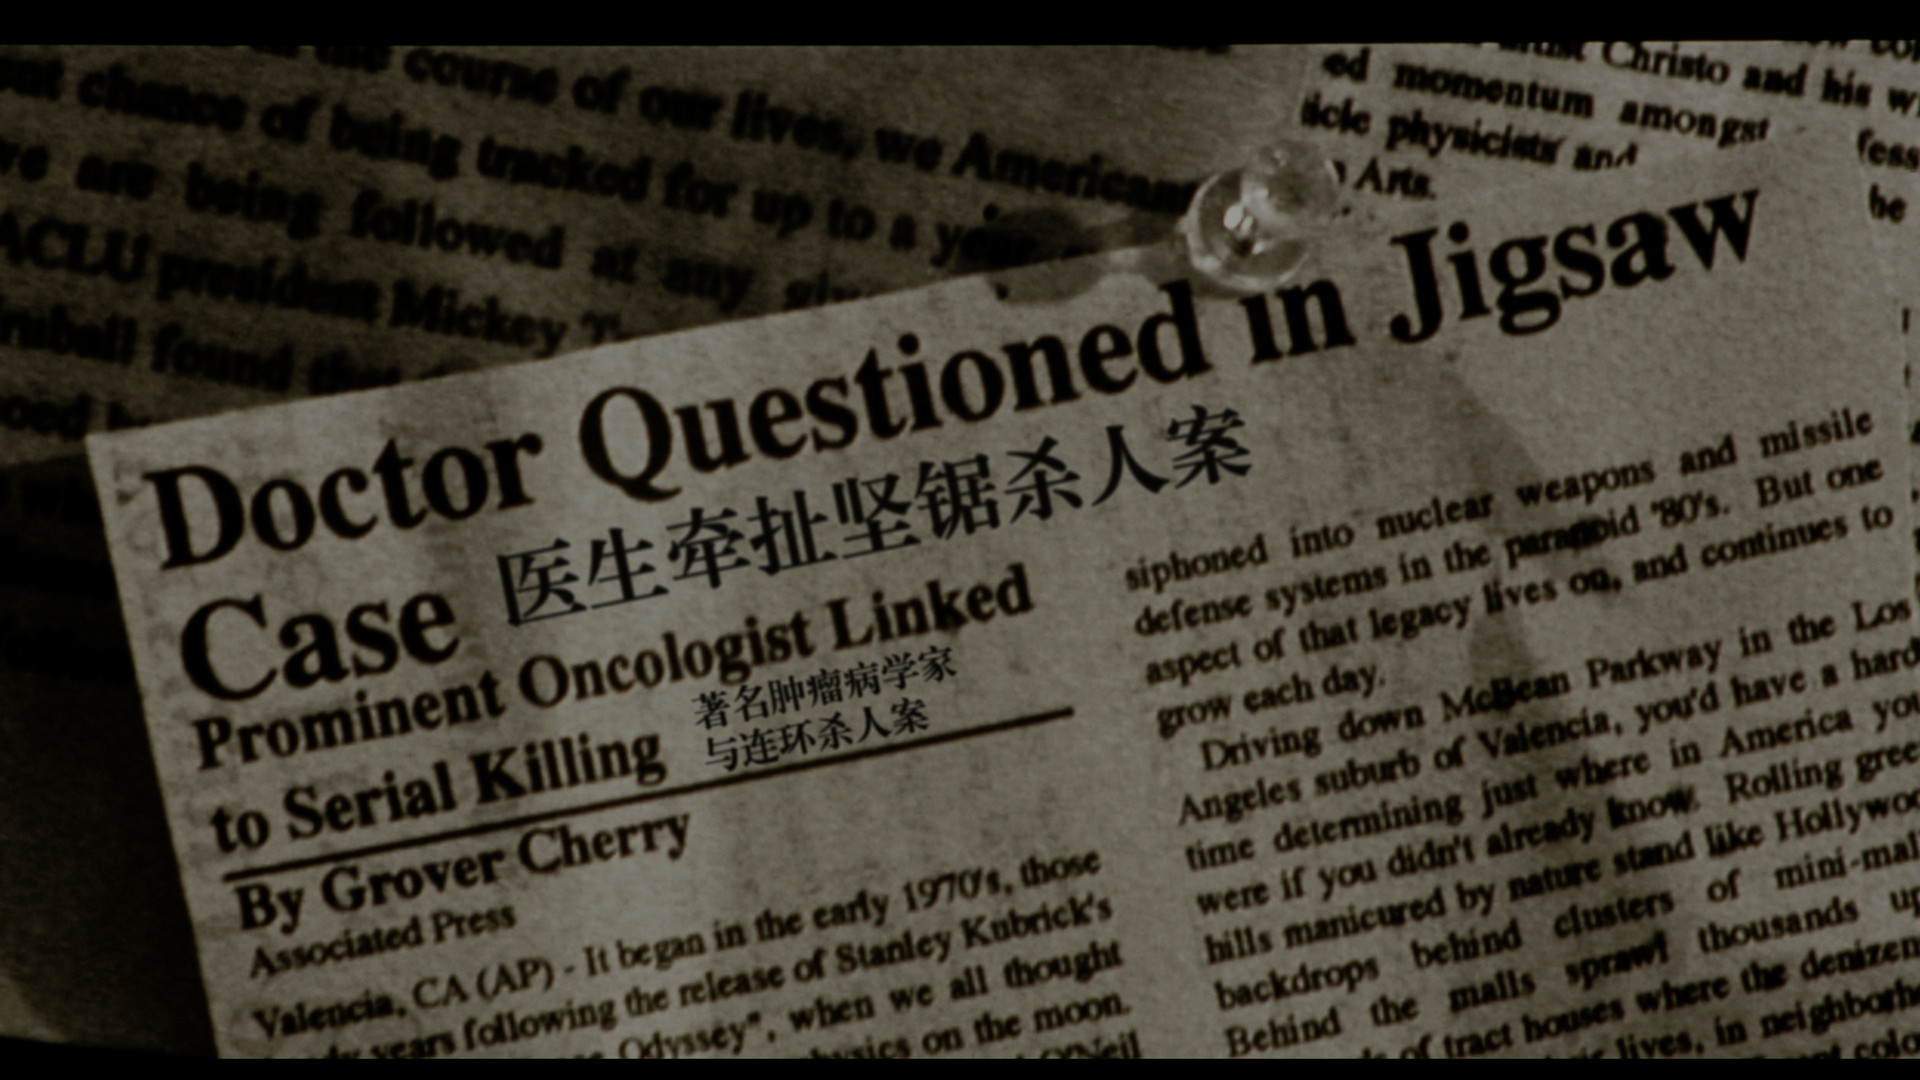 the course of our lives, we Americans
chance of being tracked for up to a year
are being followed at any
ACLU president Mickey
found that
Christo and his
ed momentum amongst
ticle physicists and
Arts.
he
Doctor Questioned in Jigsaw
Case
医生牵扯坚锯杀人案
Prominent Oncologist Linked
to Serial Killing
著名肿瘤病学家
与连环杀人案
By Grover Cherry
Associated Press
Valencia, CA (AP) - It began in the early 1970's, those
years following the release of Stanley Kubrick's
Odyssey", when we all thought
on the moon.
O'Neil
siphoned into nuclear weapons and missile
defense systems in the paranoid '80's. But one
aspect of that legacy lives on, and continues to
grow each day.
Driving down McBean Parkway in the Los
Angeles suburb of Valencia, you'd have a hard
time determining just where in America you
were if you didn't already know. Rolling
hills manicured by nature stand like
backdrops behind clusters of
Behind the malls sprawl thousands
of tract houses where the
lives, in